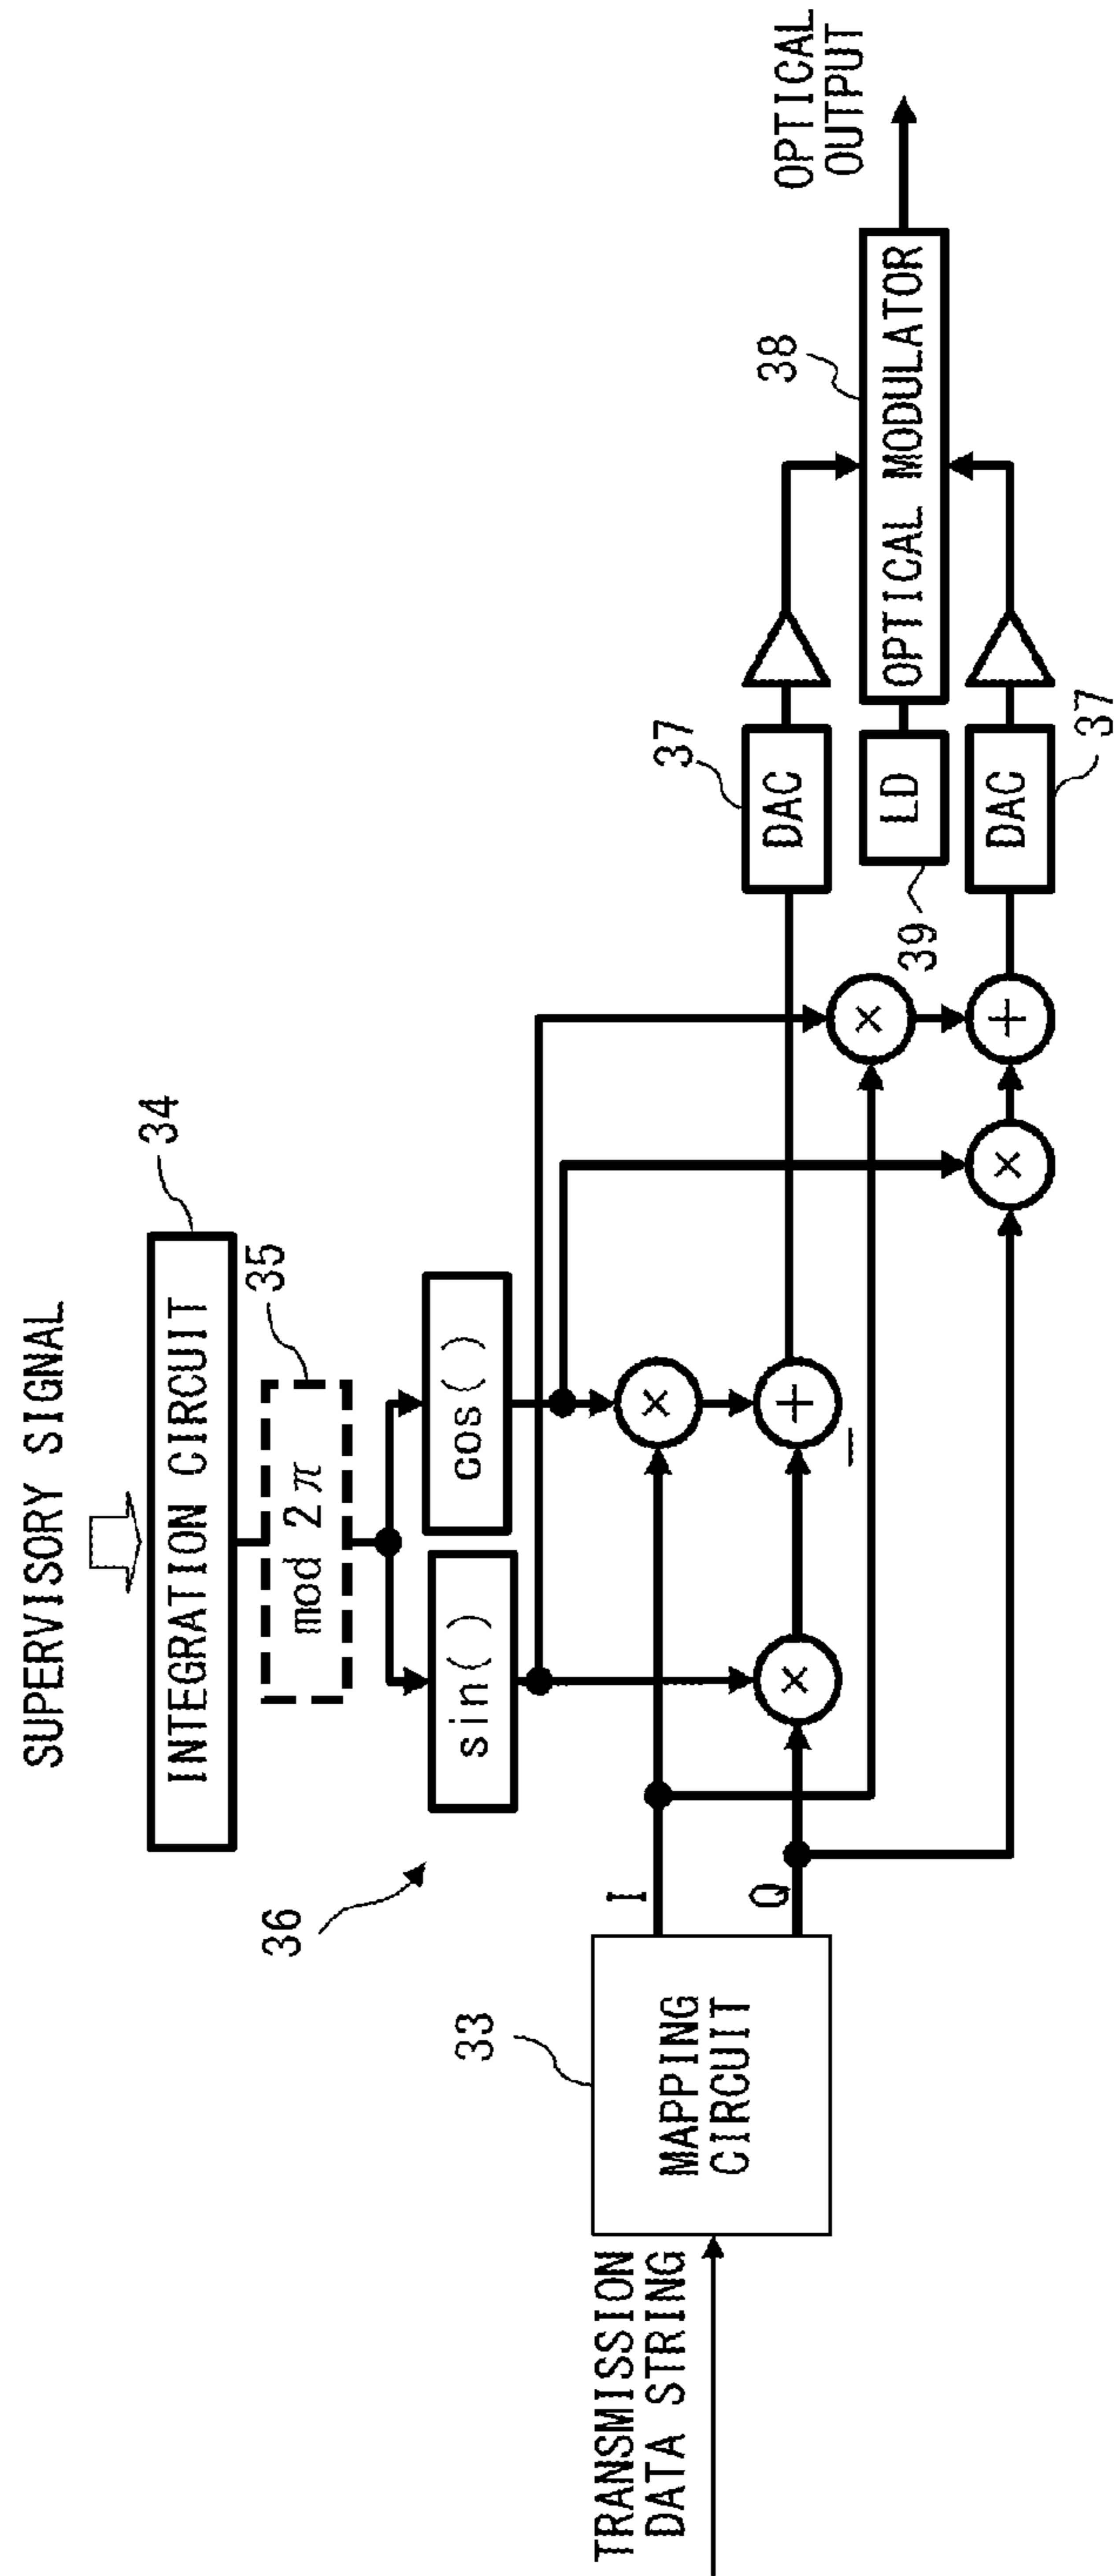 SUPERVISORY SIGNAL
34
INTEGRATION CIRCUIT
35
mod 2π
36
sin()
cos()
33
MAPPING
CIRCUIT
TRANSMISSION
DATA STRING
I
Q
×
×
+
−
×
×
+
37
DAC
LD
39
DAC
37
38
OPTICAL MODULATOR
OPTICAL
OUTPUT